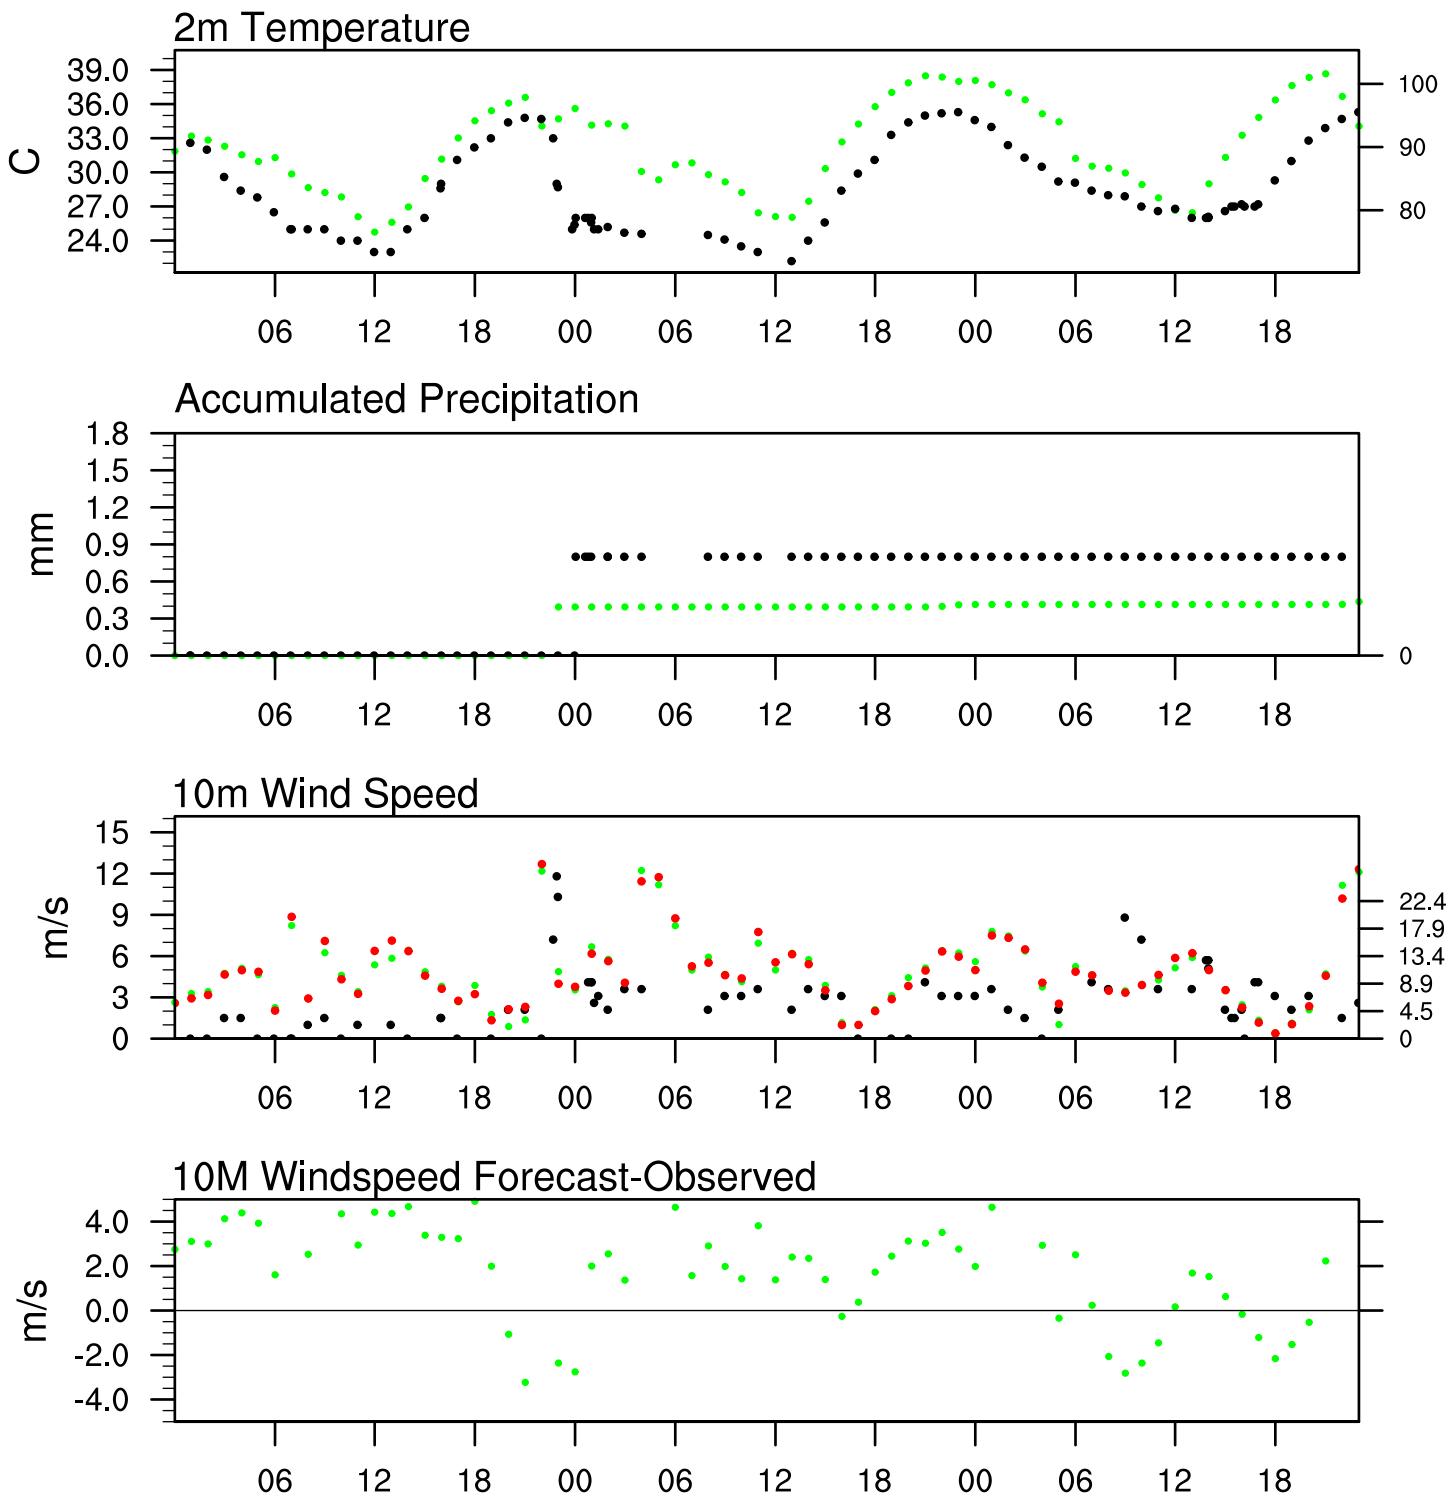 2m Temperature
39.0
36.0
33.0
30.0
27.0
24.0
C
100
90
80
06 12 18 00 06 12 18 00 06 12 18
Accumulated Precipitation
1.8
1.5
1.2
0.9
0.6
0.3
0.0
mm
0
06 12 18 00 06 12 18 00 06 12 18
10m Wind Speed
15
12
9
6
3
0
m/s
22.4
17.9
13.4
8.9
4.5
0
06 12 18 00 06 12 18 00 06 12 18
10M Windspeed Forecast-Observed
4.0
2.0
0.0
-2.0
-4.0
m/s
06 12 18 00 06 12 18 00 06 12 18